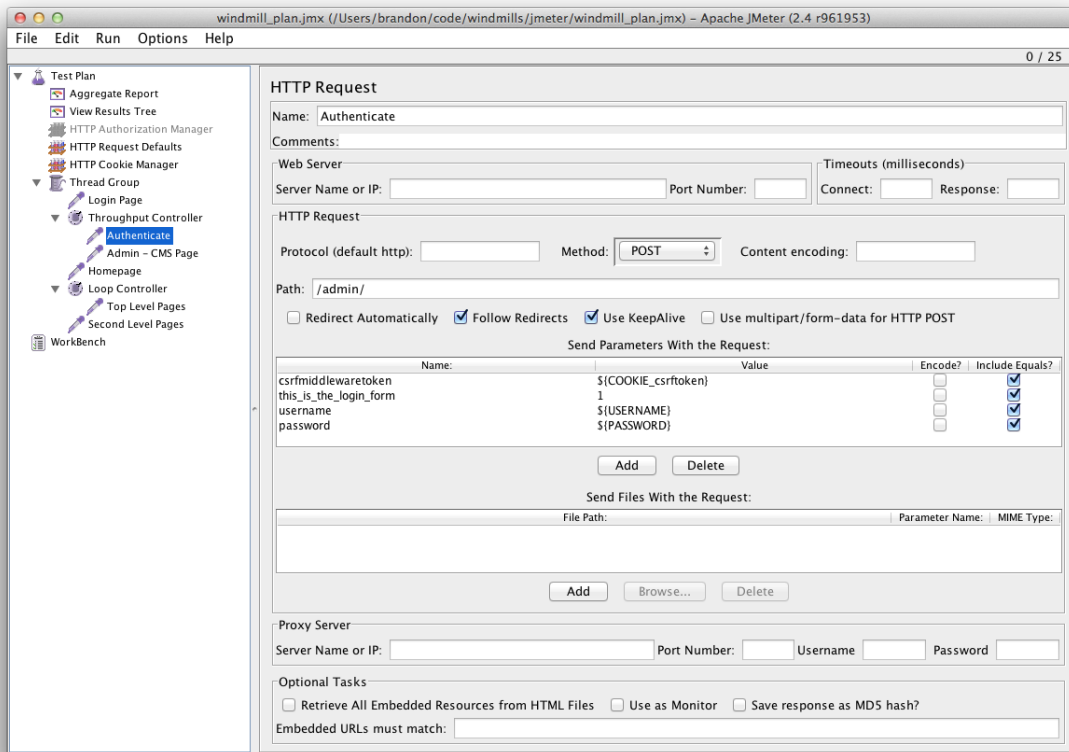 windmill_plan.jmx (/Users/brandon/code/windmills/jmeter/windmill_plan.jmx) – Apache JMeter (2.4 r961953)
File Edit Run Options Help
0 / 25
Test Plan
Aggregate Report
View Results Tree
HTTP Authorization Manager
HTTP Request Defaults
HTTP Cookie Manager
Thread Group
Login Page
Throughput Controller
Authenticate
Admin – CMS Page
Homepage
Loop Controller
Top Level Pages
Second Level Pages
WorkBench
HTTP Request
Name: Authenticate
Comments:
Web Server
Server Name or IP: Port Number:
Timeouts (milliseconds)
Connect: Response:
HTTP Request
Protocol (default http): Method: POST Content encoding:
Path: /admin/
Redirect Automatically Follow Redirects Use KeepAlive Use multipart/form-data for HTTP POST
Send Parameters With the Request:
Name: Value Encode? Include Equals?
csrfmiddlewaretoken ${COOKIE_csrftoken}
this_is_the_login_form 1
username ${USERNAME}
password ${PASSWORD}
Add Delete
Send Files With the Request:
File Path: Parameter Name: MIME Type:
Add Browse... Delete
Proxy Server
Server Name or IP: Port Number: Username Password
Optional Tasks
Retrieve All Embedded Resources from HTML Files Use as Monitor Save response as MD5 hash?
Embedded URLs must match: